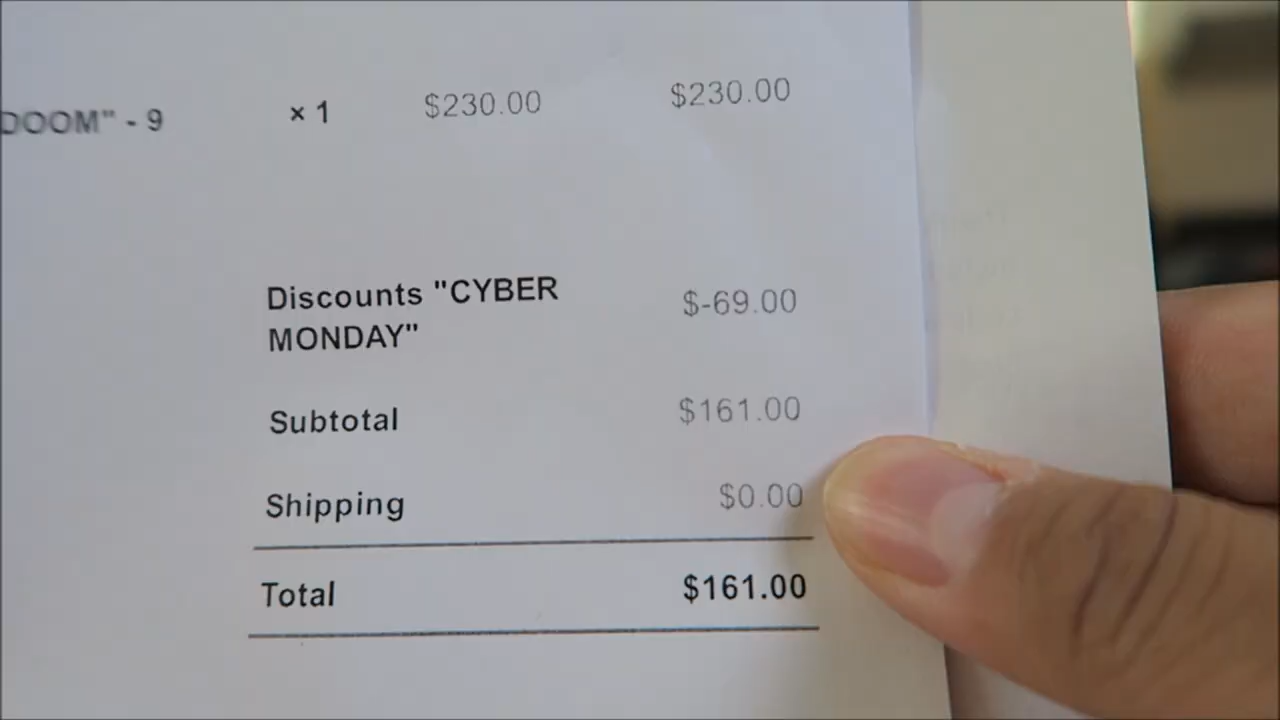 DOOM" - 9 × 1 $230.00 $230.00
Discounts "CYBER
MONDAY" $-69.00
Subtotal $161.00
Shipping $0.00
Total $161.00